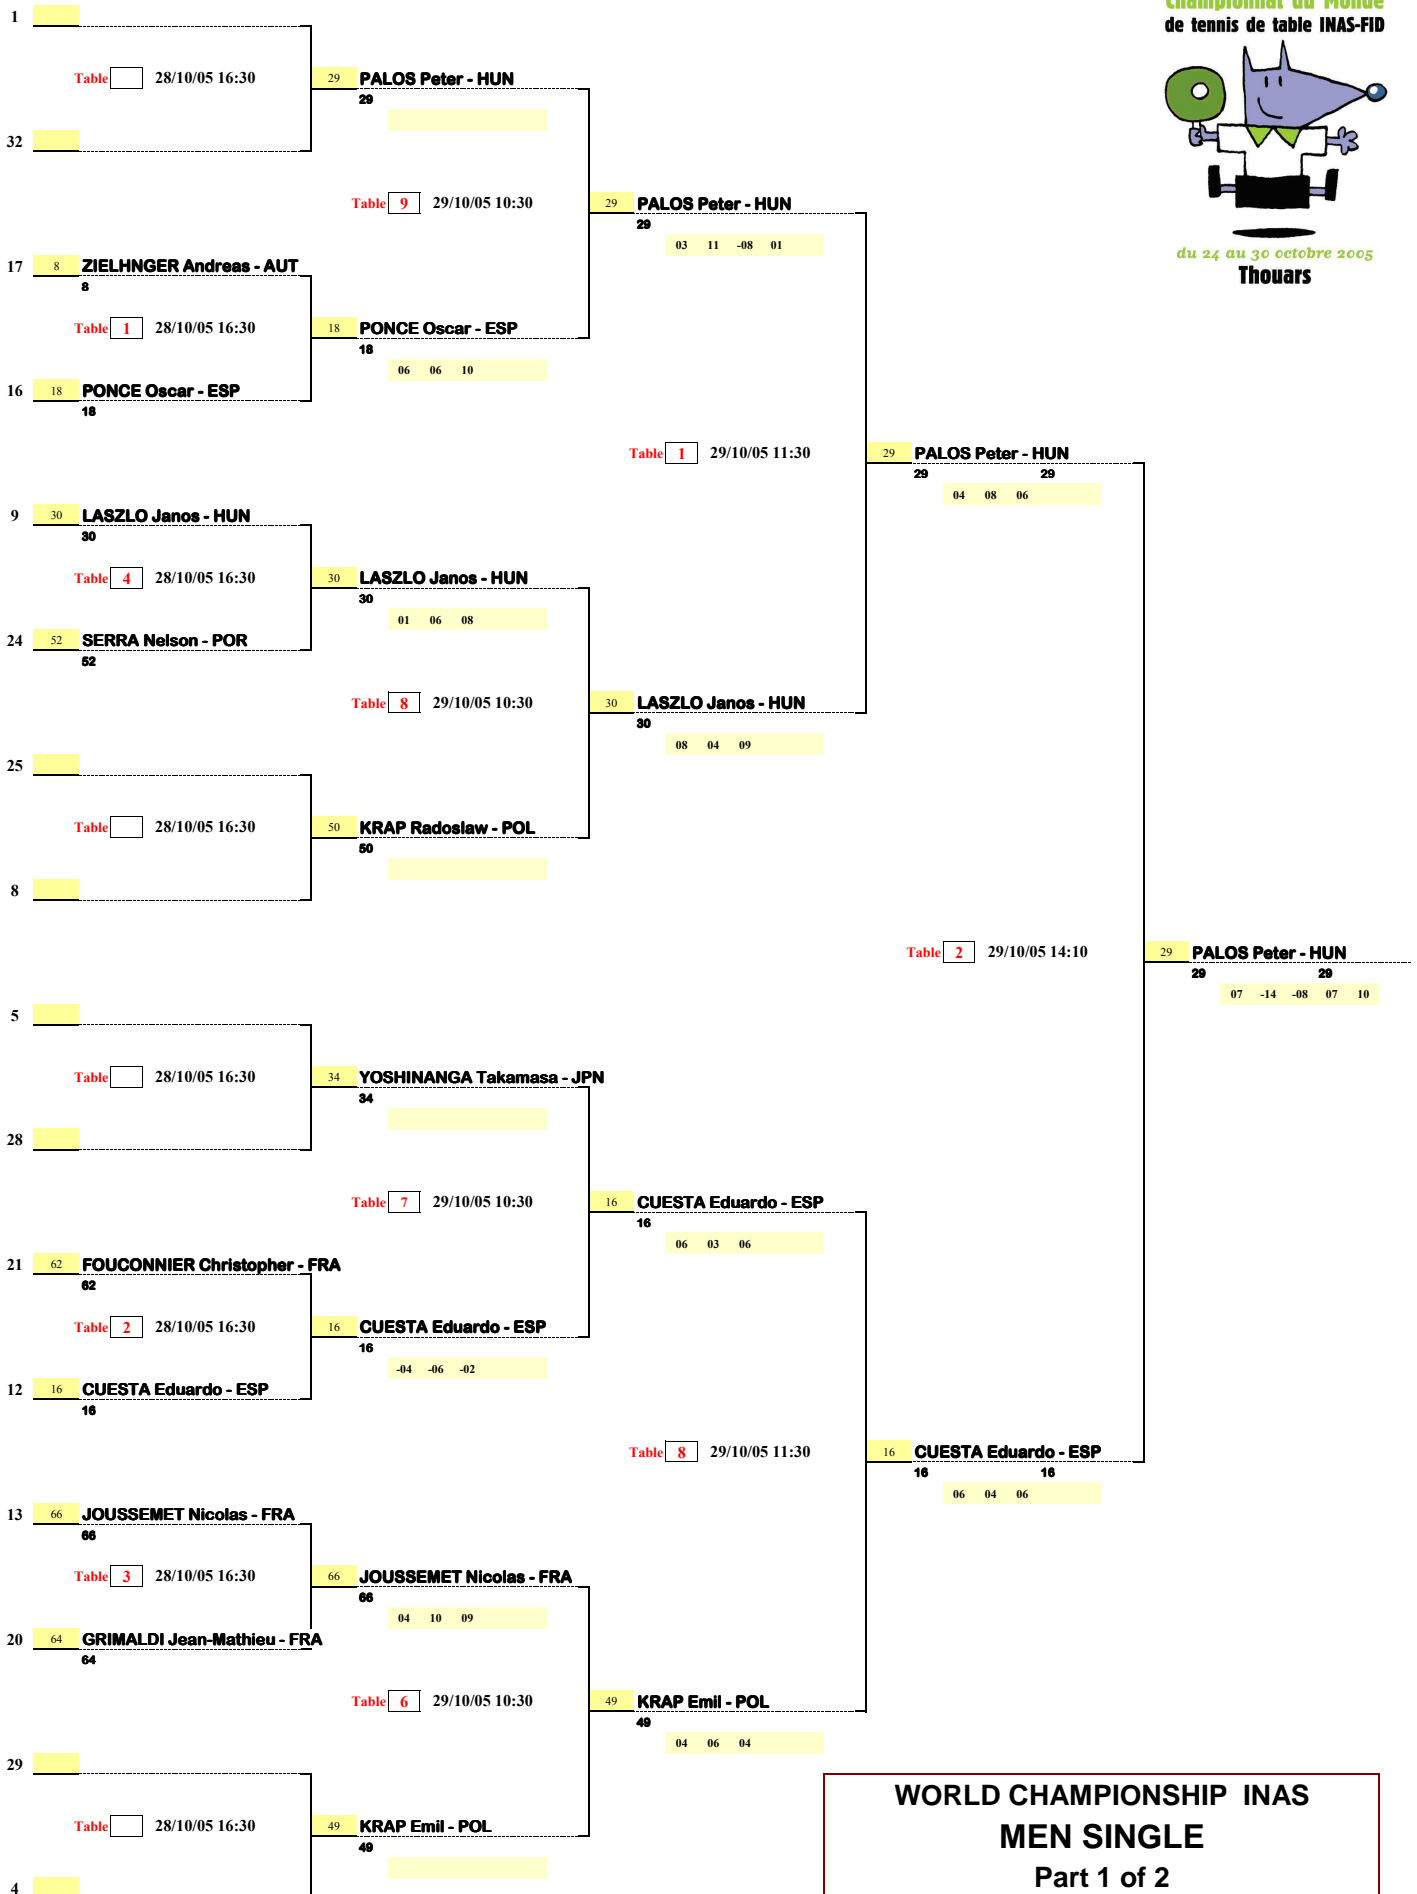 Championnat du Monde
de tennis de table INAS-FID
du 24 au 30 octobre 2005
Thouars
1
Table 28/10/05 16:30 29 PALOS Peter - HUN
29
32
Table 9 29/10/05 10:30 29 PALOS Peter - HUN
29
03 11 -08 01
17 8 ZIELHNGER Andreas - AUT
8
Table 1 28/10/05 16:30 18 PONCE Oscar - ESP
18
06 06 10
16 18 PONCE Oscar - ESP
18
Table 1 29/10/05 11:30 29 PALOS Peter - HUN
29 29
04 08 06
9 30 LASZLO Janos - HUN
30
Table 4 28/10/05 16:30 30 LASZLO Janos - HUN
30
01 06 08
24 52 SERRA Nelson - POR
52
Table 8 29/10/05 10:30 30 LASZLO Janos - HUN
30
08 04 09
25
Table 28/10/05 16:30 50 KRAP Radoslaw - POL
50
8
Table 2 29/10/05 14:10 29 PALOS Peter - HUN
29 29
07 -14 -08 07 10
5
Table 28/10/05 16:30 34 YOSHINANGA Takamasa - JPN
34
28
Table 7 29/10/05 10:30 16 CUESTA Eduardo - ESP
16
06 03 06
21 62 FOUCONNIER Christopher - FRA
62
Table 2 28/10/05 16:30 16 CUESTA Eduardo - ESP
16
-04 -06 -02
12 16 CUESTA Eduardo - ESP
16
Table 8 29/10/05 11:30 16 CUESTA Eduardo - ESP
16 16
06 04 06
13 66 JOUSSEMET Nicolas - FRA
66
Table 3 28/10/05 16:30 66 JOUSSEMET Nicolas - FRA
66
04 10 09
20 64 GRIMALDI Jean-Mathieu - FRA
64
Table 6 29/10/05 10:30 49 KRAP Emil - POL
49
04 06 04
29
Table 28/10/05 16:30 49 KRAP Emil - POL
49
4
WORLD CHAMPIONSHIP INAS
MEN SINGLE
Part 1 of 2